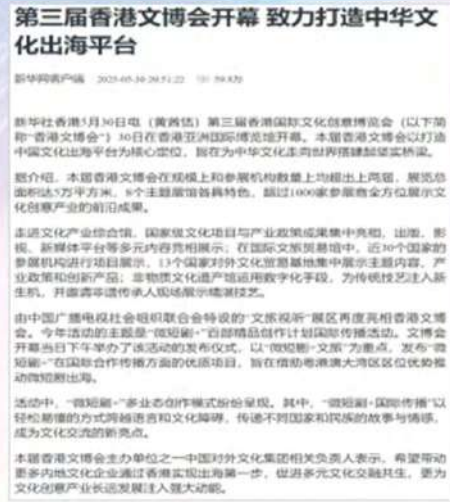 第三届香港文博会开幕 致力打造中华文
化出海平台
新华网客户端 2025-05-30 20:51:22
新华社香港5月30日电（黄茜恬）第三届香港国际文化创意博览会（以下简
称“香港文博会”）30日在香港亚洲国际博览馆开幕。本届香港文博会以打造
中国文化出海平台为核心定位，旨在为中华文化走向世界搭建起坚实桥梁。
据介绍，本届香港文博会在规模上和参展机构数量上均超出上两届，展览总
面积达5万平方米，8个主题展馆各具特色，超过1000家参展商全方位展示文
化创意产业的前沿成果。
走进文化产业综合馆，国家级文化项目与产业政策成果集中亮相，出版、影
视、新媒体平台等多元内容亮相展示；在国际文旅贸易馆中，近30个国家的
参展机构进行项目展示，13个国家对外文化贸易基地集中展示主题内容、产
业政策和创新产品；非物质文化遗产馆运用数字化手段，为传统技艺注入新
生机，并邀请非遗传承人现场展示精湛技艺。
由中国广播电视社会组织联合会特设的“文旅视听”展区再度亮相香港文博
会。今年活动的主题是“微短剧+”百部精品创作计划国际传播活动。文博会
开幕当日下午举办了该活动的发布仪式，以“微短剧+文旅”为重点，发布“微
短剧+”在国际合作传播方面的优质项目，旨在借助粤港澳大湾区区位优势推
动微短剧出海。
活动中，“微短剧+”多业态创作模式纷纷呈现。其中，“微短剧+国际传播”以
轻松易懂的方式跨越语言和文化障碍，传递不同国家和民族的故事与情感，
成为文化交流的新亮点。
本届香港文博会主办单位之一中国对外文化集团相关负责人表示，希望带动
更多内地文化企业通过香港实现出海第一步，促进多元文化交融共生，更为
文化创意产业长远发展注入强大动能。